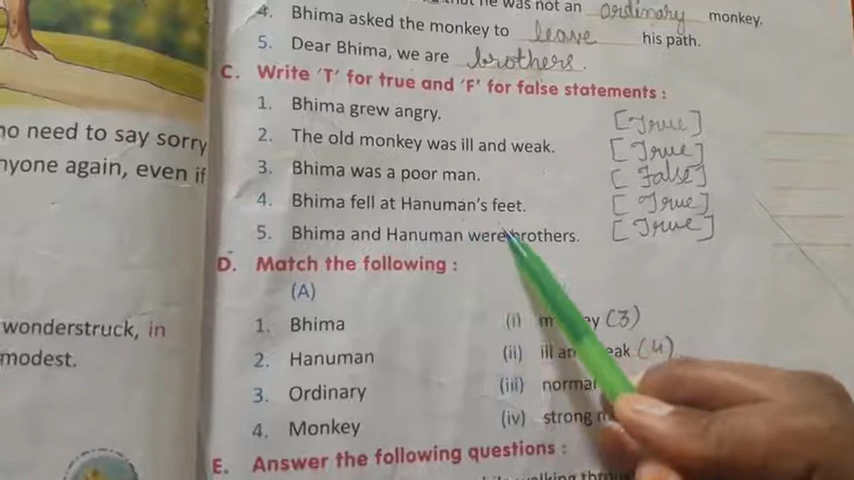 that he was not an ordinary monkey.
4. Bhima asked the monkey to leave his path.
5. Dear Bhima, we are brothers.
C. Write 'T' for true and 'F' for false statements :
1. Bhima grew angry. [True]
2. The old monkey was ill and weak. [True]
3. Bhima was a poor man. [False]
4. Bhima fell at Hanuman's feet. [True]
5. Bhima and Hanuman were brothers. [True]
D. Match the following :
(A)
1. Bhima (i) (3)
2. Hanuman (ii) ill (4)
3. Ordinary (iii) normal
4. Monkey (iv) strong
E. Answer the following questions :
no need to say sorry
anyone again, even if
wonderstruck, in
modest.